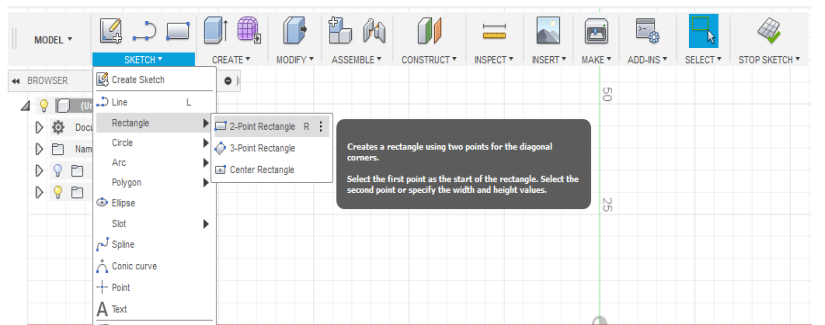 MODEL ▾
SKETCH ▾ CREATE ▾ MODIFY ▾ ASSEMBLE ▾ CONSTRUCT ▾ INSPECT ▾ INSERT ▾ MAKE ▾ ADD-INS ▾ SELECT ▾ STOP SKETCH ▾
BROWSER
Create Sketch
Line L
Rectangle
Circle
Arc
Polygon
Ellipse
Slot
Spline
Conic curve
Point
Text
(Un
Docu
Nam
2-Point Rectangle R
3-Point Rectangle
Center Rectangle
Creates a rectangle using two points for the diagonal
corners.
Select the first point as the start of the rectangle. Select the
second point or specify the width and height values.
50
25